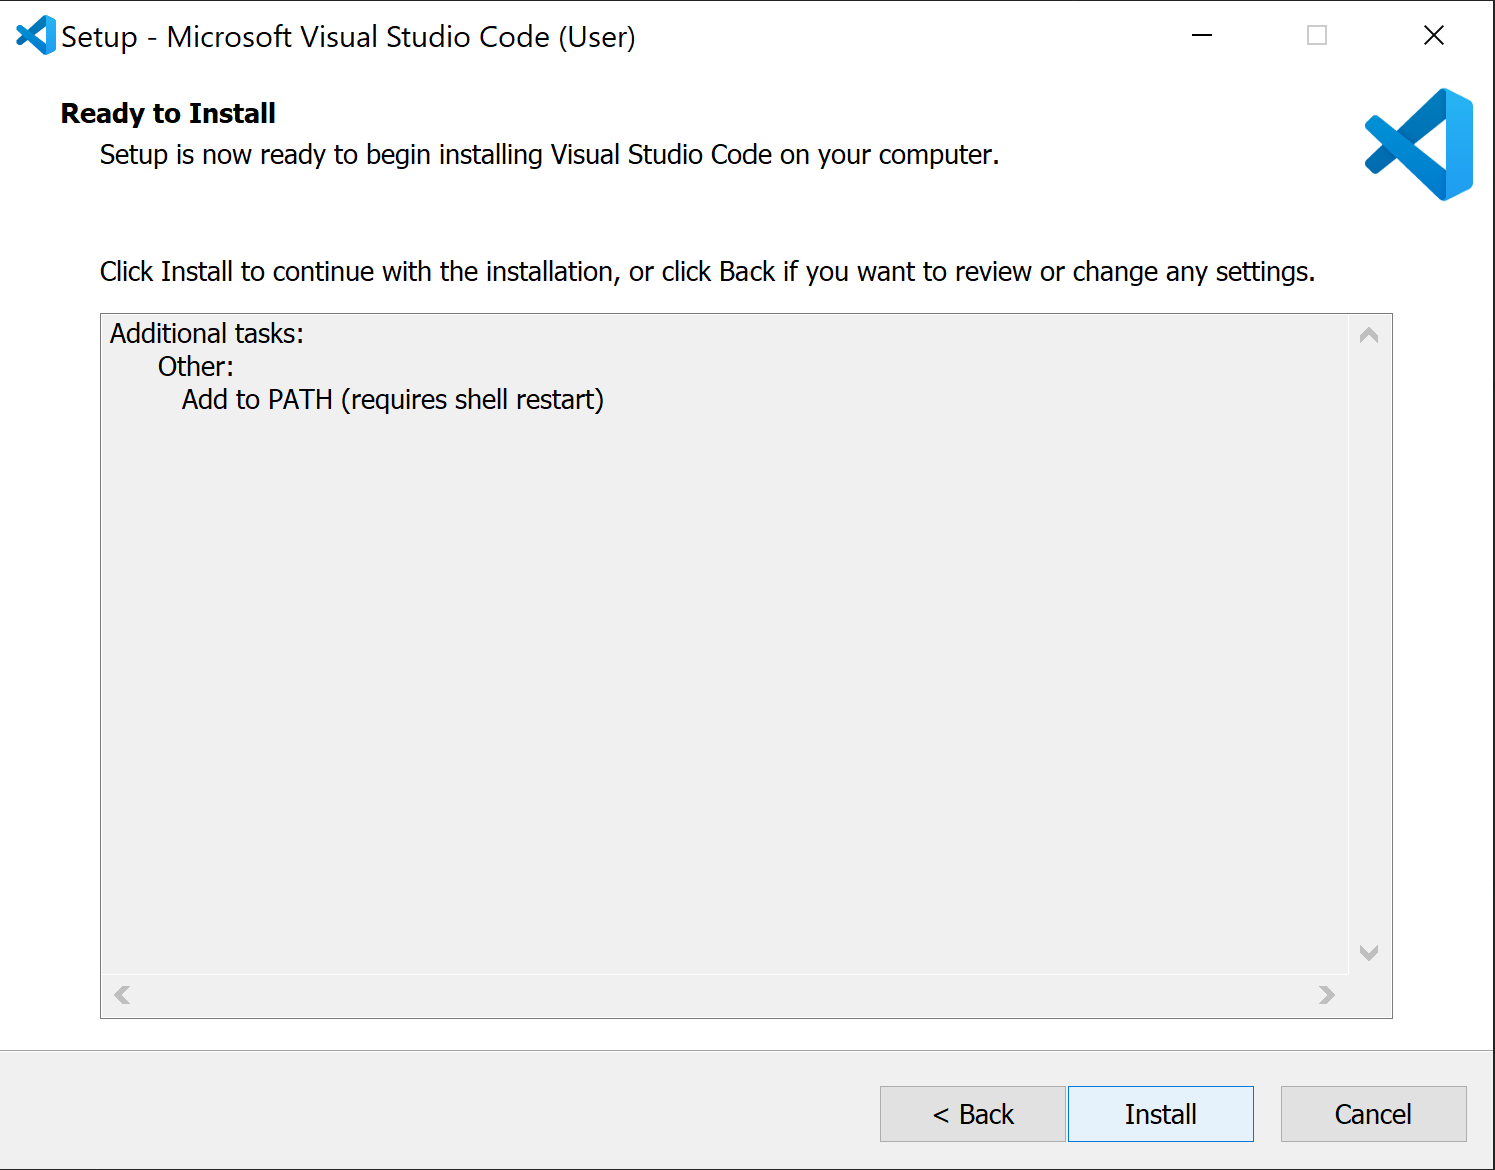 Setup - Microsoft Visual Studio Code (User)
Ready to Install
Setup is now ready to begin installing Visual Studio Code on your computer.
Click Install to continue with the installation, or click Back if you want to review or change any settings.
Additional tasks:
Other:
Add to PATH (requires shell restart)
< Back
Install
Cancel